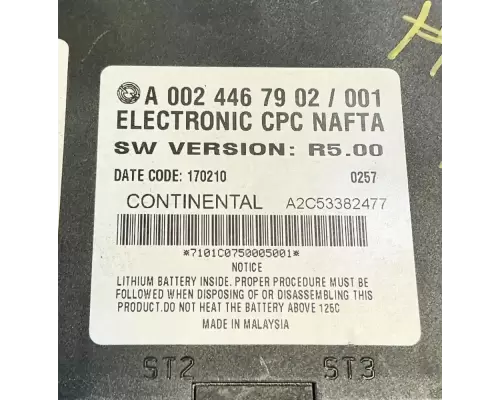 A 002 446 7902 / 001
ELECTRONIC CPC NAFTA
SW VERSION: R5.00
DATE CODE: 170210 0257
CONTINENTAL A2C53382477
*7101C0750005001*
NOTICE
LITHIUM BATTERY INSIDE. PROPER PROCEDURE MUST BE
FOLLOWED WHEN DISPOSING OF OR DISASSEMBLING THIS
PRODUCT.DO NOT HEAT THE BATTERY ABOVE 125C
MADE IN MALAYSIA
ST2 ST3